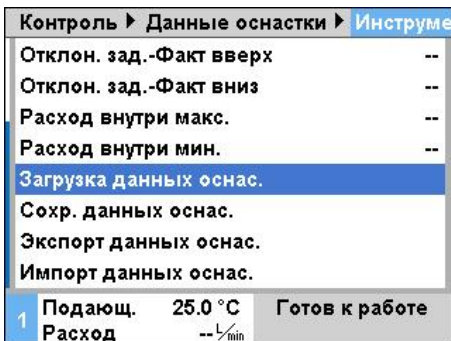 Контроль ▶ Данные оснастки ▶ Инструме
Отклон. зад.-Факт вверх --
Отклон. зад.-Факт вниз --
Расход внутри макс. --
Расход внутри мин. --
Загрузка данных оснас.
Сохр. данных оснас.
Экспорт данных оснас.
Импорт данных оснас.
1 Подающ. 25.0 °C Готов к работе
Расход -- L/min